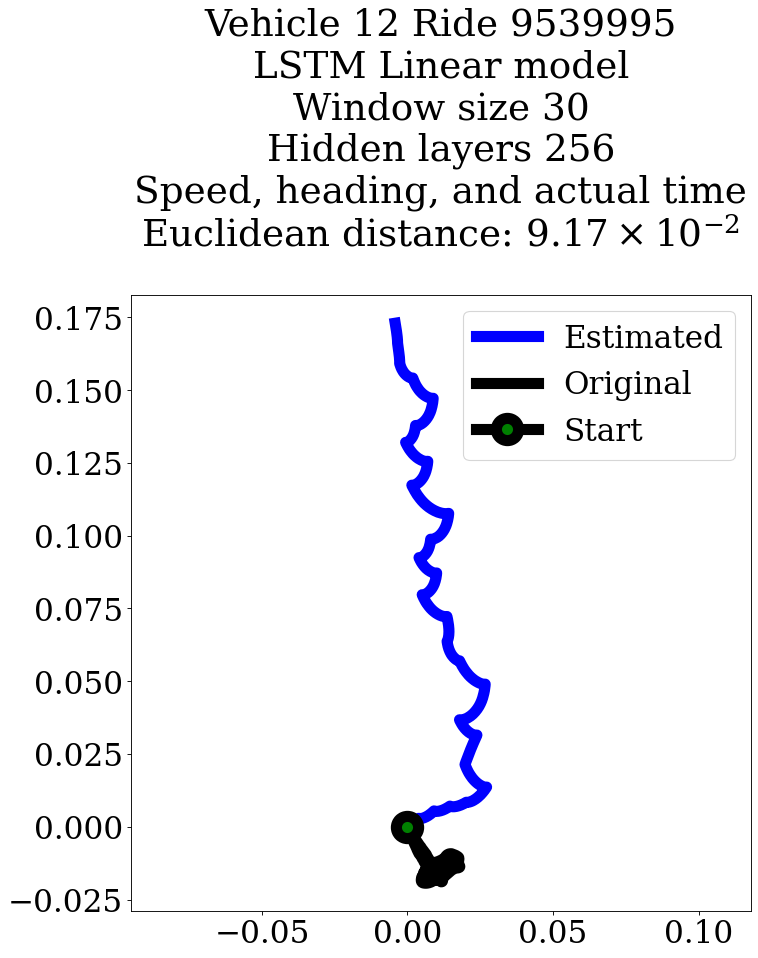 Vehicle 12 Ride 9539995
LSTM Linear model
Window size 30
Hidden layers 256
Speed, heading, and actual time
Euclidean distance: 9.17 × 10⁻²
0.175
0.150
0.125
0.100
0.075
0.050
0.025
0.000
−0.025
Estimated
Original
Start
−0.05 0.00 0.05 0.10